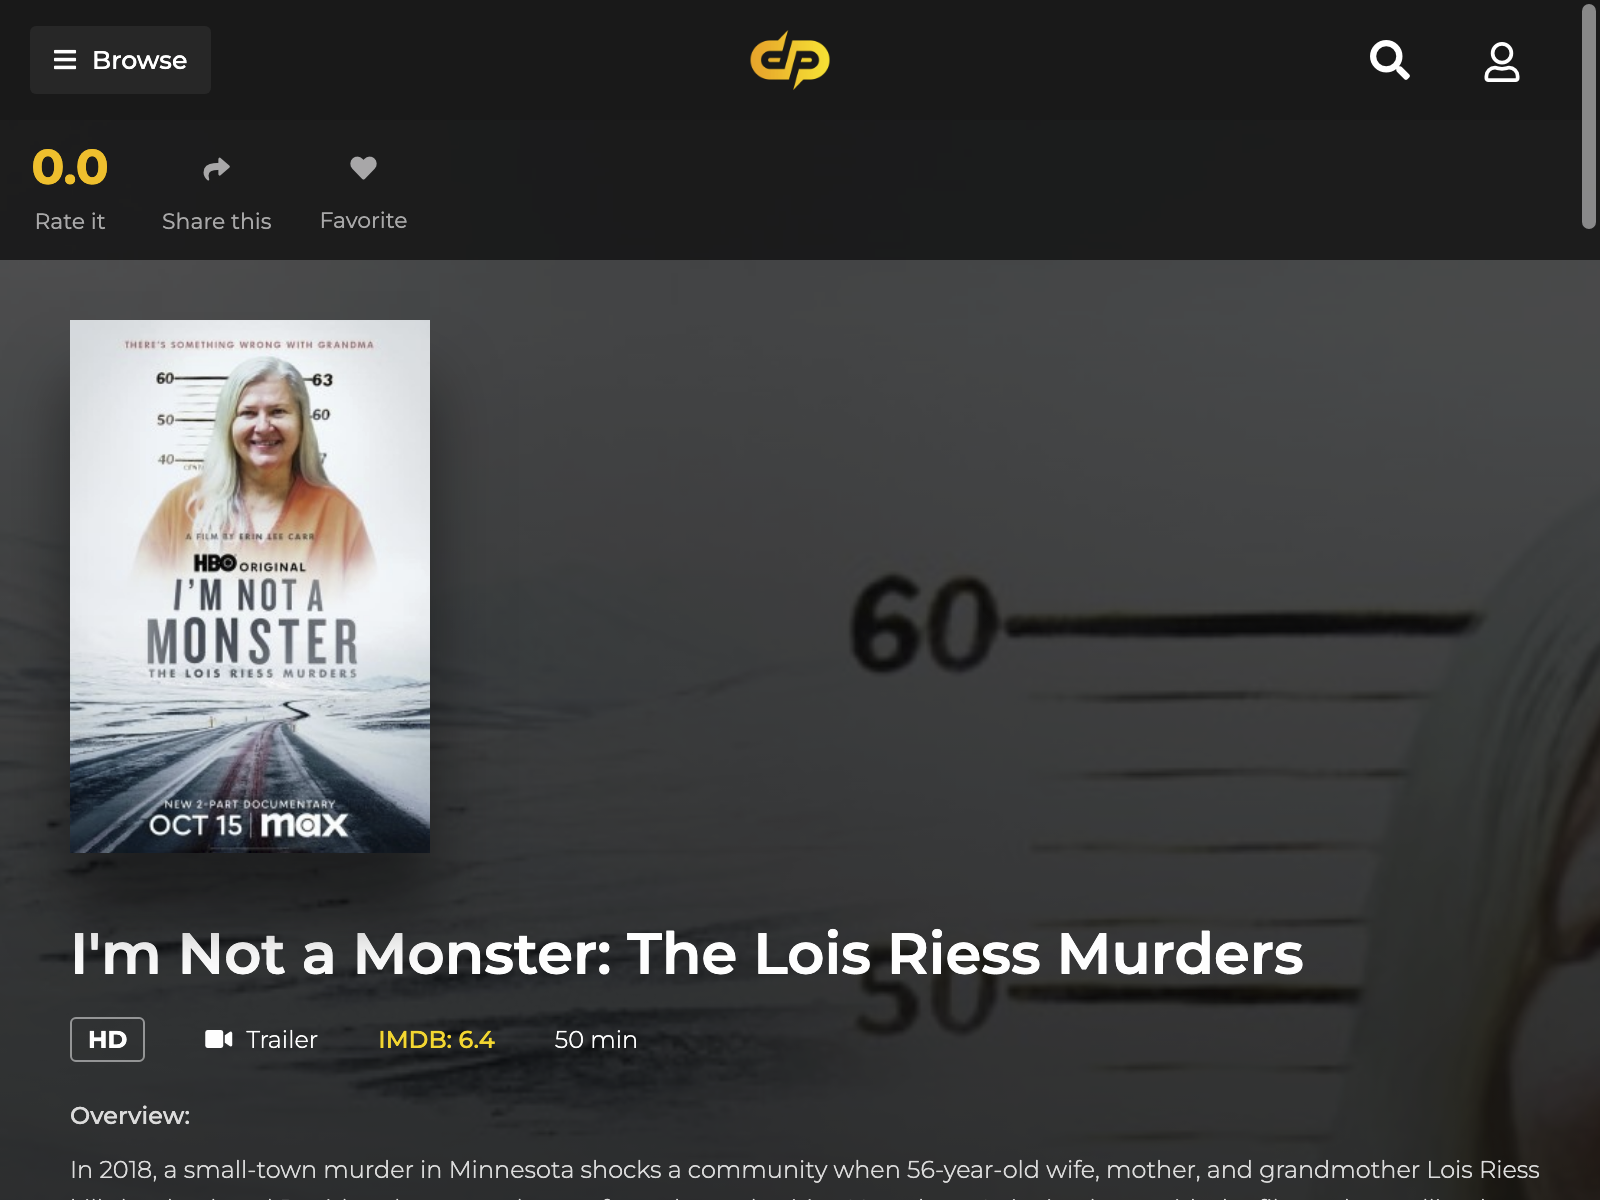 Browse
0.0
Rate it
Share this
Favorite
THERE'S SOMETHING WRONG WITH GRANDMA
60
63
50
60
40
A FILM BY ERIN LEE CARR
HBO ORIGINAL
I'M NOT A
MONSTER
THE LOIS RIESS MURDERS
NEW 2-PART DOCUMENTARY
OCT 15 | max
60
50
I'm Not a Monster: The Lois Riess Murders
HD
Trailer
IMDB: 6.4
50 min
Overview:
In 2018, a small-town murder in Minnesota shocks a community when 56-year-old wife, mother, and grandmother Lois Riess